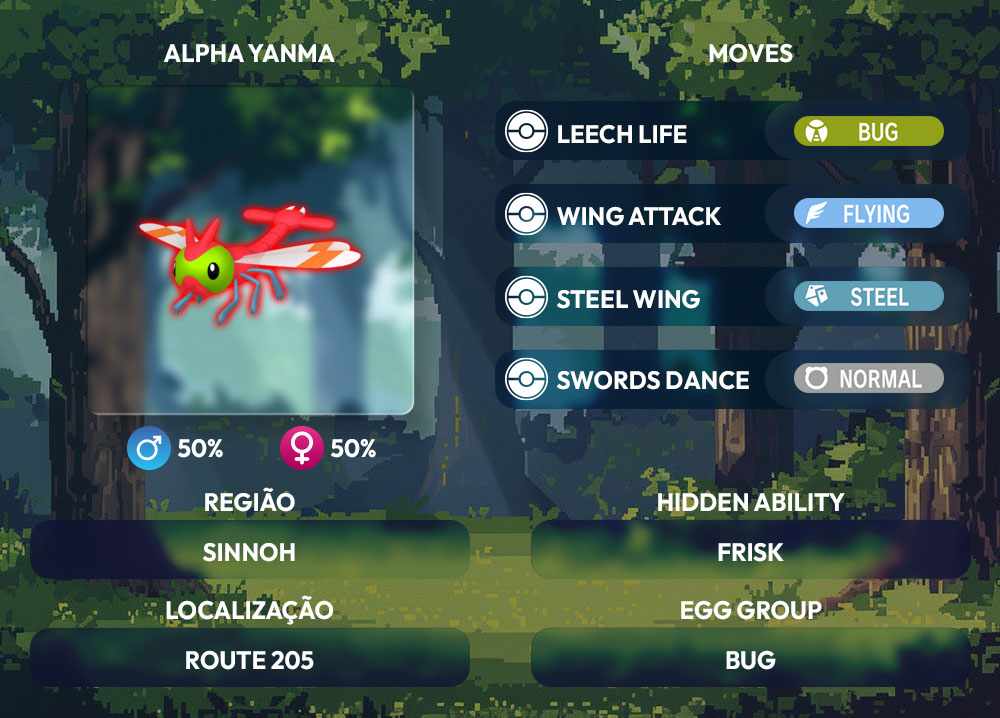 ALPHA YANMA
50%
50%
REGIÃO
SINNOH
LOCALIZAÇÃO
ROUTE 205
MOVES
LEECH LIFE
BUG
WING ATTACK
FLYING
STEEL WING
STEEL
SWORDS DANCE
NORMAL
HIDDEN ABILITY
FRISK
EGG GROUP
BUG